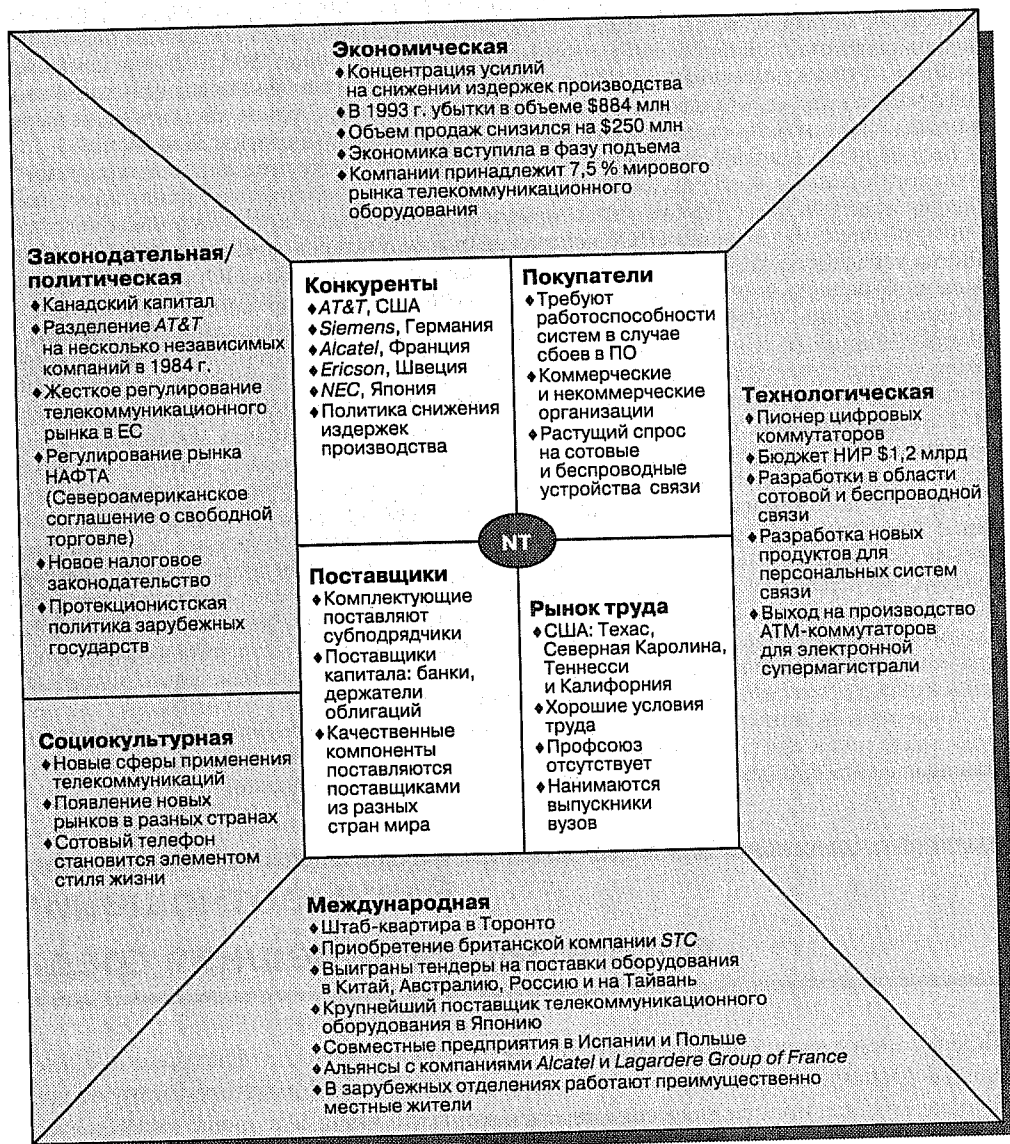 Экономическая
♦Концентрация усилий
на снижении издержек производства
♦В 1993 г. убытки в объеме $884 млн
♦Объем продаж снизился на $250 млн
♦Экономика вступила в фазу подъема
♦Компании принадлежит 7,5 % мирового
рынка телекоммуникационного
оборудования
Законодательная/
политическая
♦Канадский капитал
♦Разделение AT&T
на несколько независимых
компаний в 1984 г.
♦Жесткое регулирование
телекоммуникационного
рынка в ЕС
♦Регулирование рынка
НАФТА
(Североамериканское
соглашение о свободной
торговле)
♦Новое налоговое
законодательство
♦Протекционистская
политика зарубежных
государств
Конкуренты
♦AT&T, США
♦Siemens, Германия
♦Alcatel, Франция
♦Ericson, Швеция
♦NEC, Япония
♦Политика снижения
издержек
производства
Покупатели
♦Требуют
работоспособности
систем в случае
сбоев в ПО
♦Коммерческие
и некоммерческие
организации
♦Растущий спрос
на сотовые
и беспроводные
устройства связи
Технологическая
♦Пионер цифровых
коммутаторов
♦Бюджет НИР $1,2 млрд
♦Разработки в области
сотовой и беспроводной
связи
♦Разработка новых
продуктов для
персональных систем
связи
♦Выход на производство
АТМ-коммутаторов
для электронной
супермагистрали
NT
Поставщики
♦Комплектующие
поставляют
субподрядчики
♦Поставщики
капитала: банки,
держатели
облигаций
♦Качественные
компоненты
поставляются
поставщиками
из разных
стран мира
Рынок труда
♦США: Техас,
Северная Каролина,
Теннесси
и Калифорния
♦Хорошие условия
труда
♦Профсоюз
отсутствует
♦Нанимаются
выпускники
вузов
Социокультурная
♦Новые сферы применения
телекоммуникаций
♦Появление новых
рынков в разных странах
♦Сотовый телефон
становится элементом
стиля жизни
Международная
♦Штаб-квартира в Торонто
♦Приобретение британской компании STC
♦Выиграны тендеры на поставки оборудования
в Китай, Австралию, Россию и на Тайвань
♦Крупнейший поставщик телекоммуникационного
оборудования в Японию
♦Совместные предприятия в Испании и Польше
♦Альянсы с компаниями Alcatel и Lagardere Group of France
♦В зарубежных отделениях работают преимущественно
местные жители